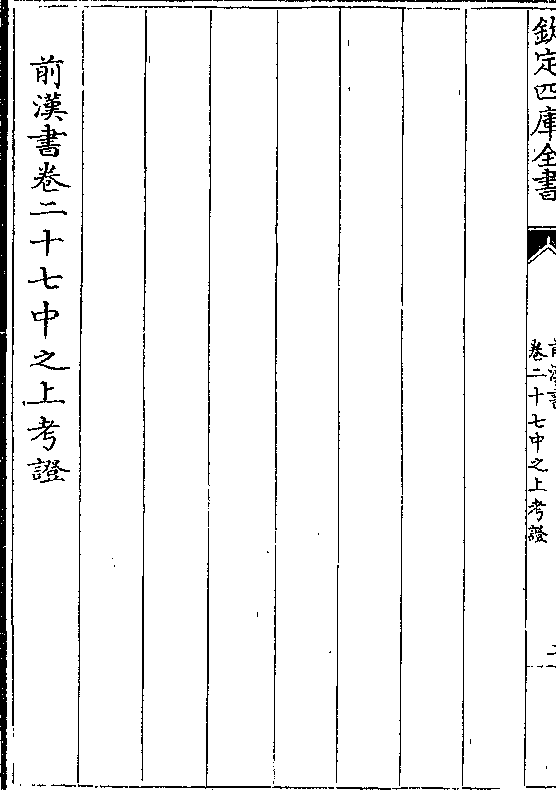 欽定四庫全書
前漢書
卷二十七中之上考證
前漢書卷二十七中之上考證